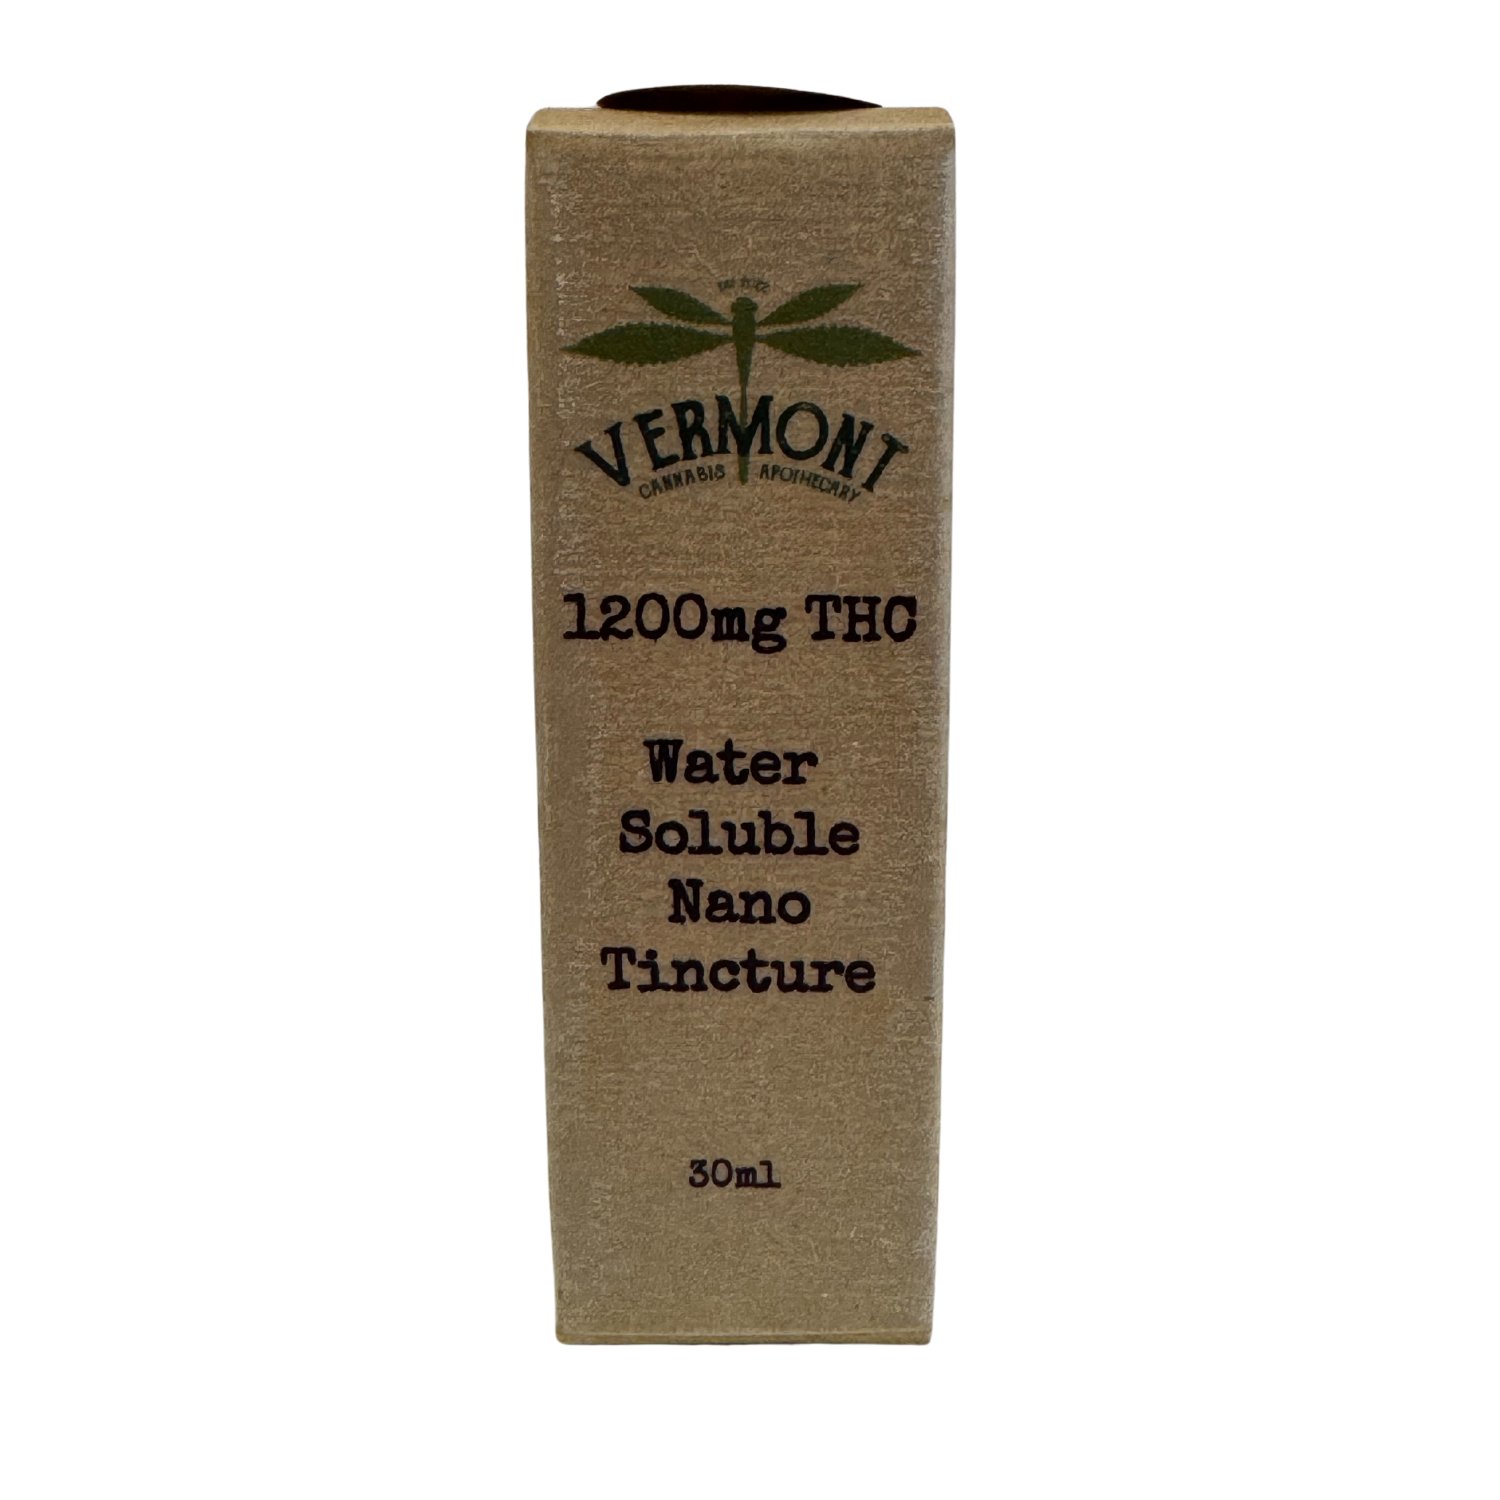 VERMONT
CANNABIS APOTHECARY
1200mg THC
Water
Soluble
Nano
Tincture
30ml